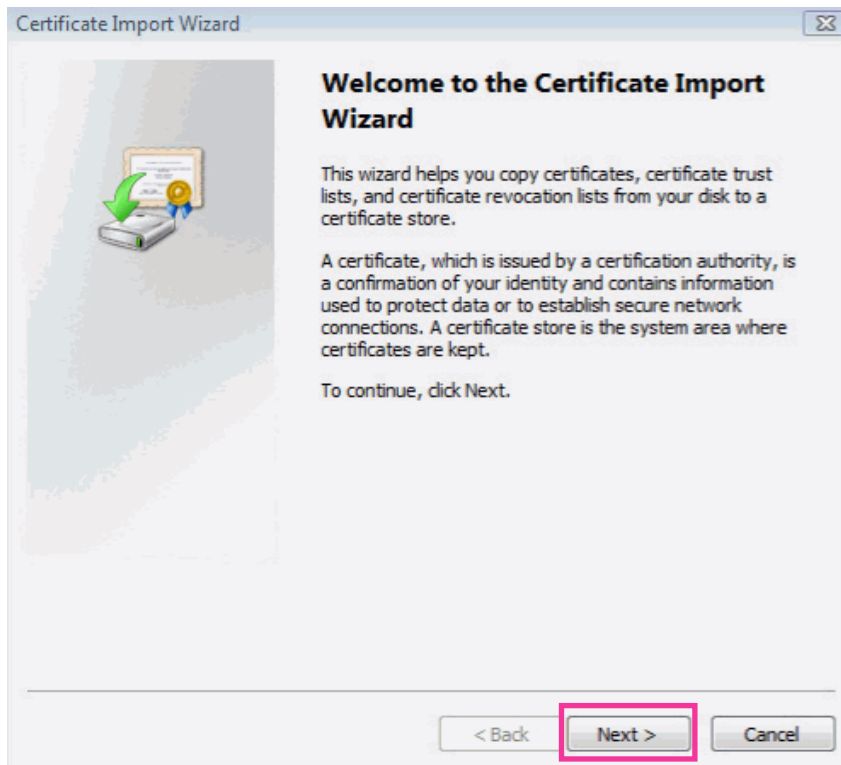 Certificate Import Wizard
Welcome to the Certificate Import
Wizard
This wizard helps you copy certificates, certificate trust
lists, and certificate revocation lists from your disk to a
certificate store.
A certificate, which is issued by a certification authority, is
a confirmation of your identity and contains information
used to protect data or to establish secure network
connections. A certificate store is the system area where
certificates are kept.
To continue, click Next.
< Back Next > Cancel